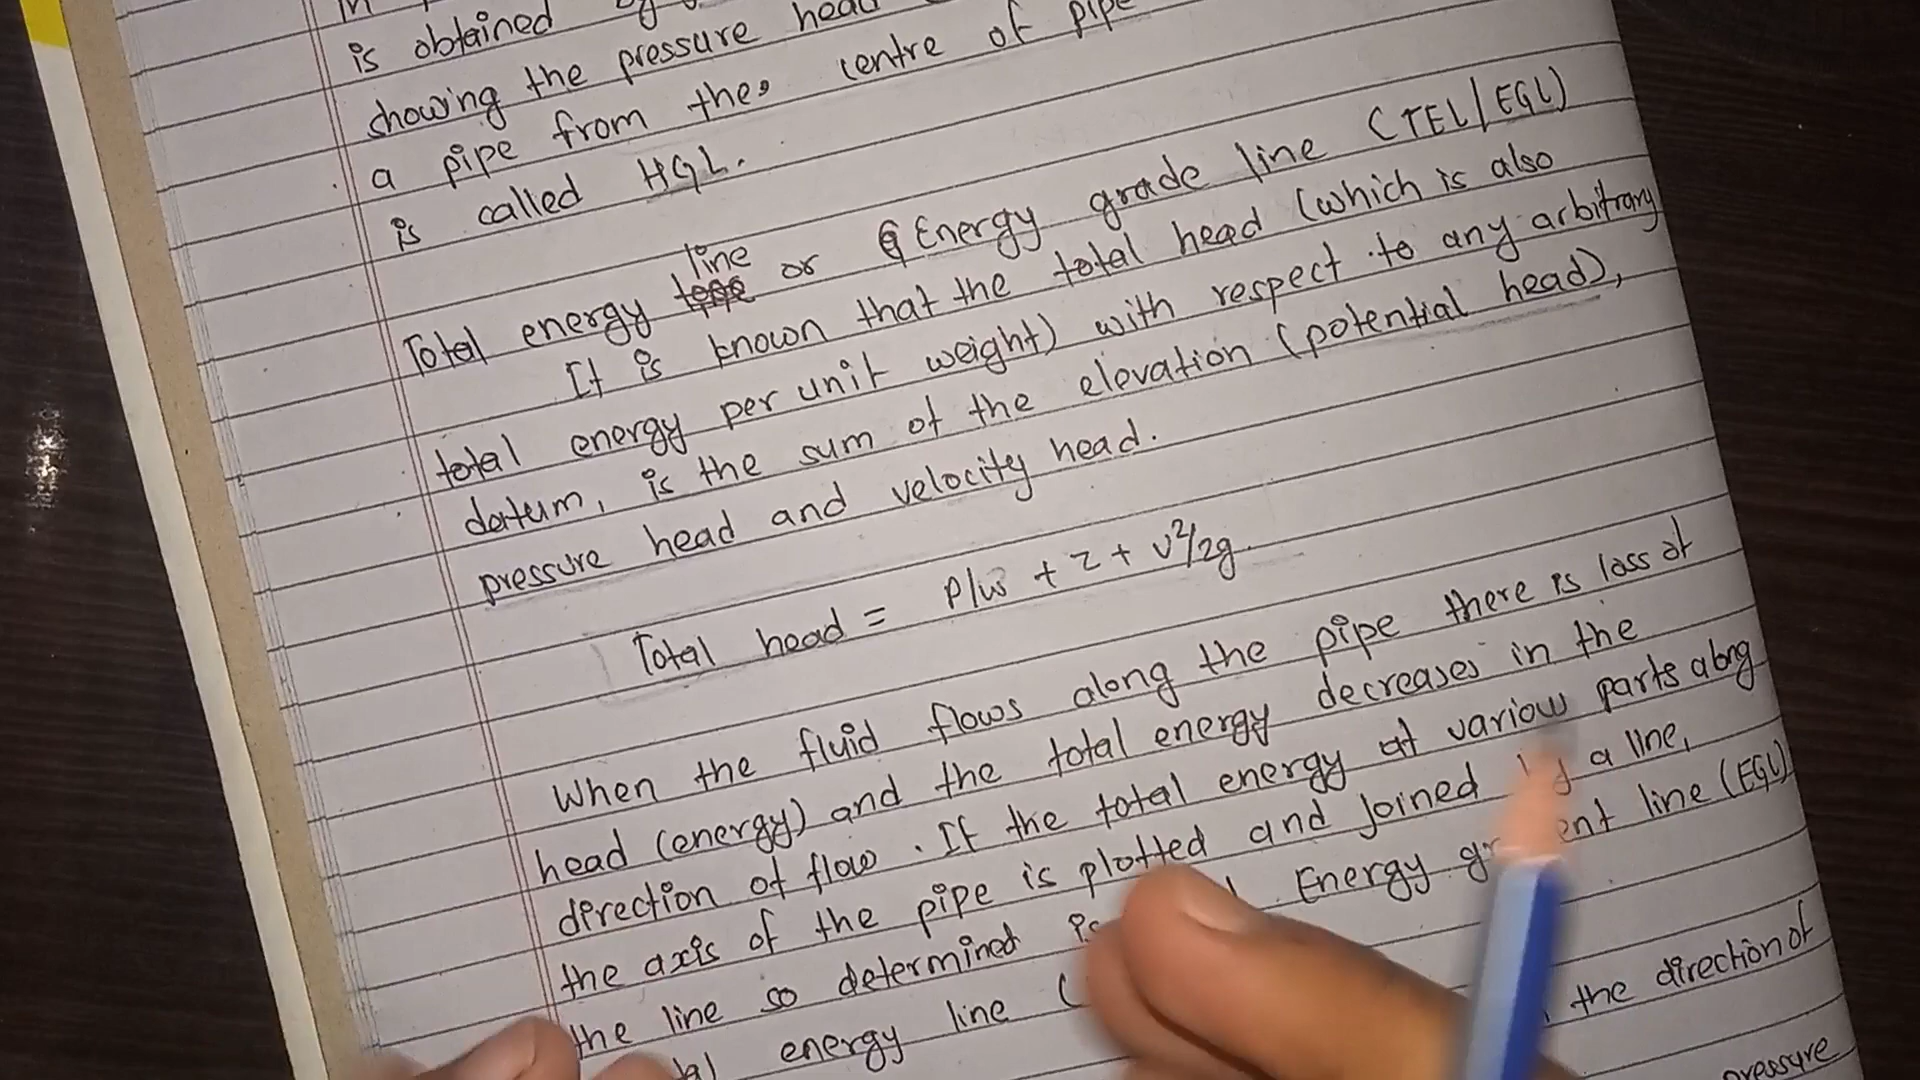 is obtained
showing the pressure head
a pipe from the centre of pipe
is called HGL.
Total energy line or Energy grade line (TEL/EGL)
It is known that the total head (which is also
total energy per unit weight) with respect to any arbitrary
datum, is the sum of the elevation (potential head),
pressure head and velocity head.
Total head = P/w + z + v²/2g
When the fluid flows along the pipe there is loss of
head (energy) and the total energy decreases in the
direction of flow. If the total energy at various parts along
the axis of the pipe is plotted and joined a line,
the line so determined is Energy line (EGL)
energy line ( the direction of
pressure